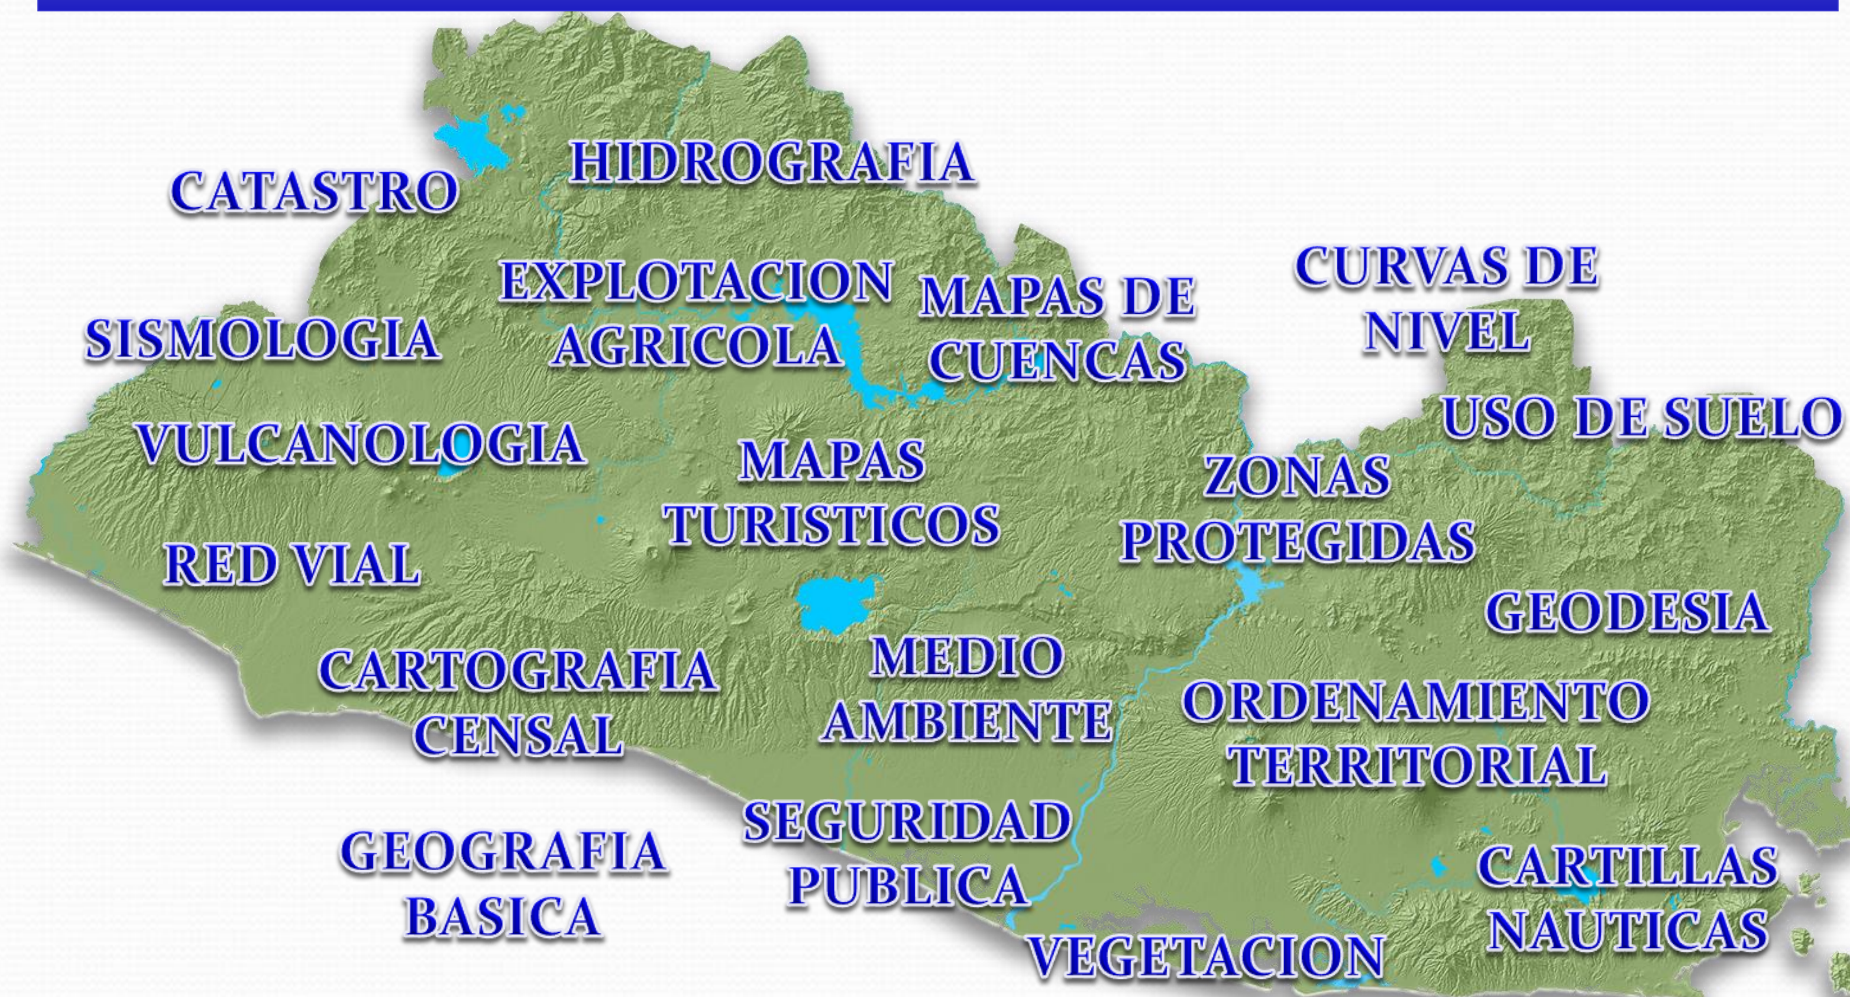 HIDROGRAFIA
CATASTRO
EXPLOTACION
AGRICOLA
MAPAS DE
CUENCAS
CURVAS DE
NIVEL
SISMOLOGIA
USO DE SUELO
VULCANOLOGIA
MAPAS
TURISTICOS
ZONAS
PROTEGIDAS
RED VIAL
GEODESIA
CARTOGRAFIA
CENSAL
MEDIO
AMBIENTE
ORDENAMIENTO
TERRITORIAL
SEGURIDAD
PUBLICA
GEOGRAFIA
BASICA
CARTILLAS
NAUTICAS
VEGETACION